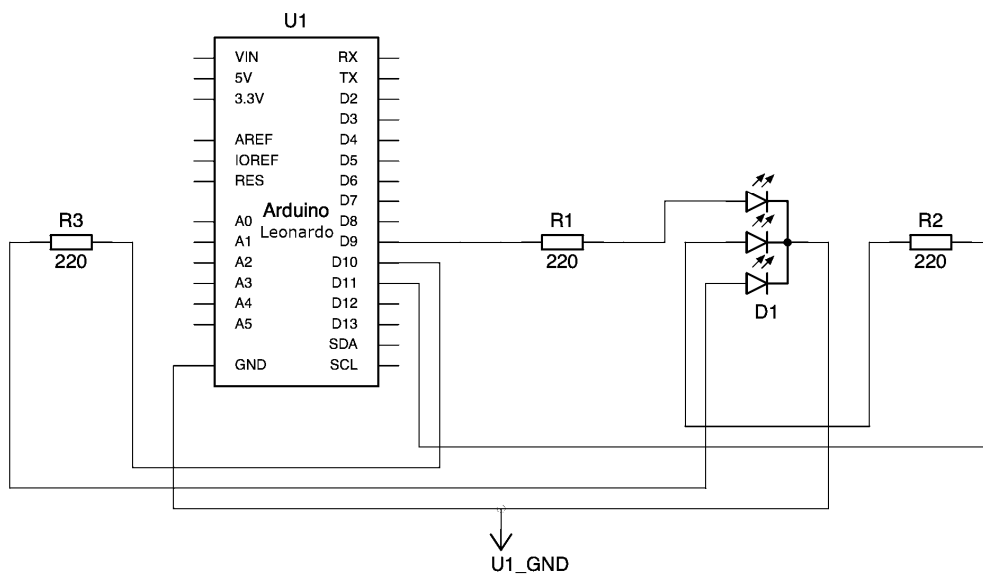 U1
VIN
5V
3.3V
AREF
IOREF
RES
A0
A1
A2
A3
A4
A5
GND
Arduino
Leonardo
RX
TX
D2
D3
D4
D5
D6
D7
D8
D9
D10
D11
D12
D13
SDA
SCL
R3
220
R1
220
D1
R2
220
U1_GND